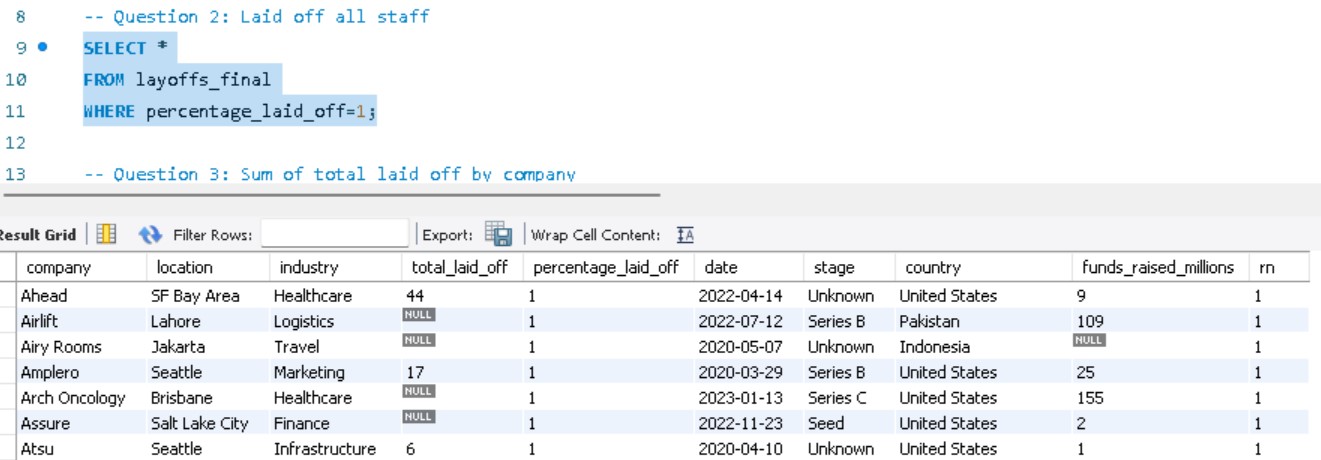 8 -- Question 2: Laid off all staff
9 SELECT *
10 FROM layoffs_final
11 WHERE percentage_laid_off=1;
12
13 -- Question 3: Sum of total laid off by company
Result Grid Filter Rows: Export: Wrap Cell Content: IA
company location industry total_laid_off percentage_laid_off date stage country funds_raised_millions rn
Ahead SF Bay Area Healthcare 44 1 2022-04-14 Unknown United States 9 1
Airlift Lahore Logistics NULL 1 2022-07-12 Series B Pakistan 109 1
Airy Rooms Jakarta Travel NULL 1 2020-05-07 Unknown Indonesia NULL 1
Amplero Seattle Marketing 17 1 2020-03-29 Series B United States 25 1
Arch Oncology Brisbane Healthcare NULL 1 2023-01-13 Series C United States 155 1
Assure Salt Lake City Finance NULL 1 2022-11-23 Seed United States 2 1
Atsu Seattle Infrastructure 6 1 2020-04-10 Unknown United States 1 1